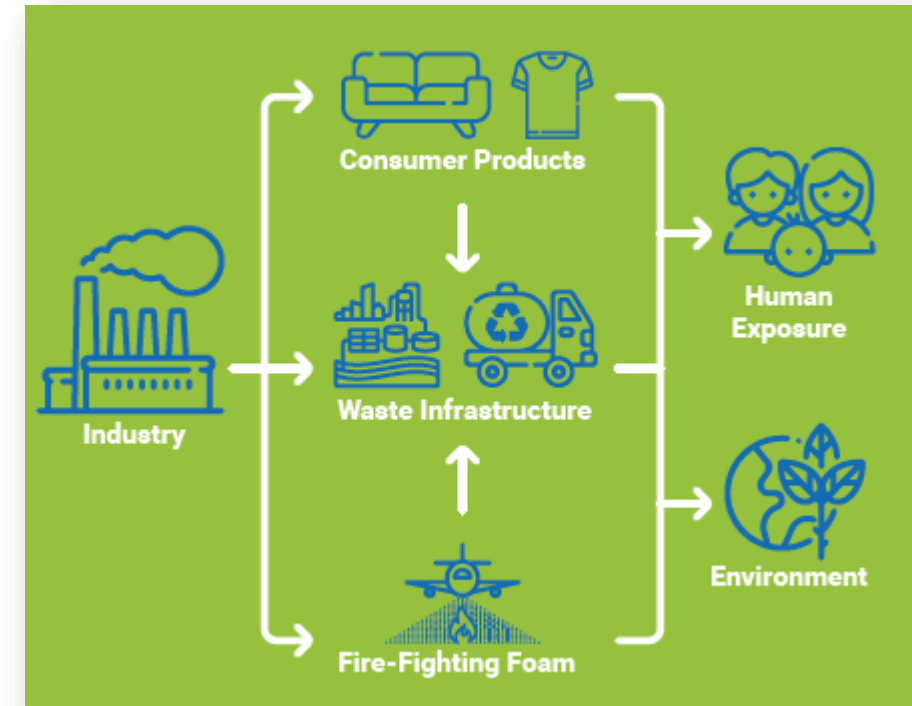 Consumer Products
Human
Exposure
Waste Infrastructure
Industry
Environment
Fire-Fighting Foam